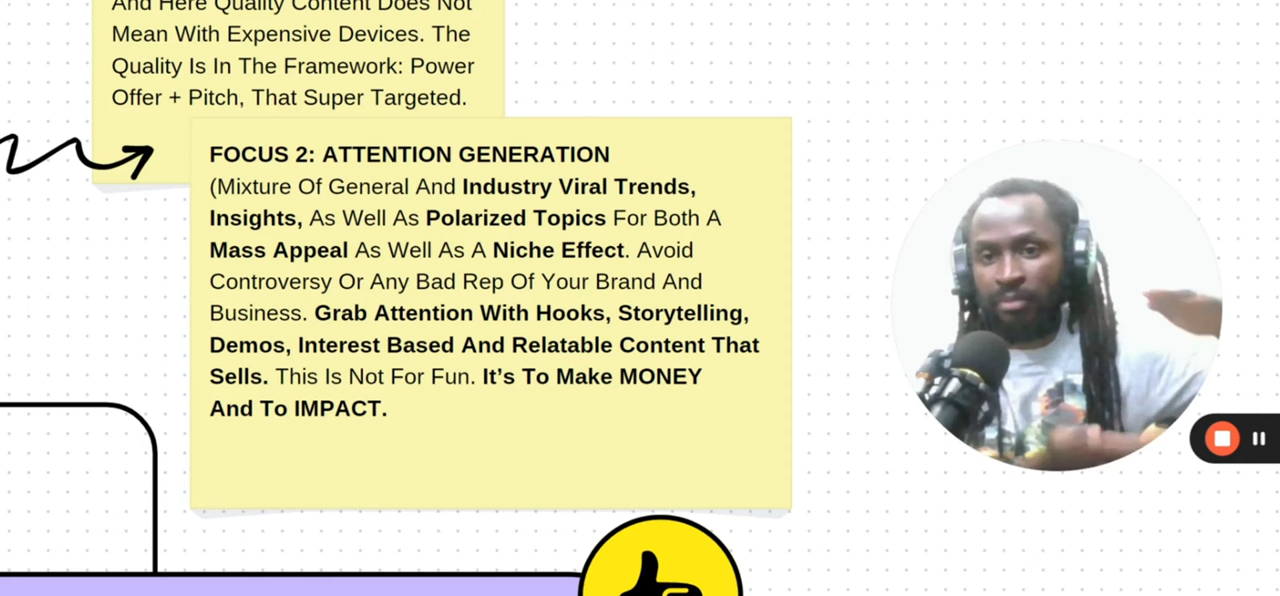 And Here Quality Content Does Not
Mean With Expensive Devices. The
Quality Is In The Framework: Power
Offer + Pitch, That Super Targeted.
FOCUS 2: ATTENTION GENERATION
(Mixture Of General And Industry Viral Trends,
Insights, As Well As Polarized Topics For Both A
Mass Appeal As Well As A Niche Effect. Avoid
Controversy Or Any Bad Rep Of Your Brand And
Business. Grab Attention With Hooks, Storytelling,
Demos, Interest Based And Relatable Content That
Sells. This Is Not For Fun. It’s To Make MONEY
And To IMPACT.